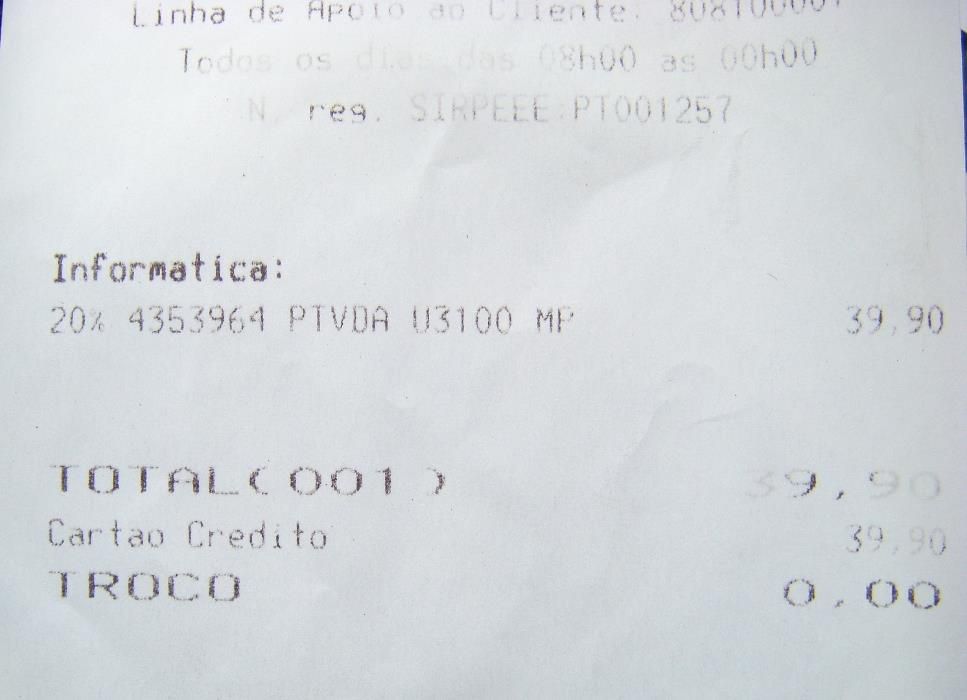 Linha de Apoio ao Cliente:
Todos os dias das 08h00 as 00h00
N. reg. SIRPEEE:PT001257
Informatica:
20% 4353964 PTVDA U3100 MP 39,90
TOTAL(001 ) 39,90
Cartao Credito 39,90
TROCO 0,00